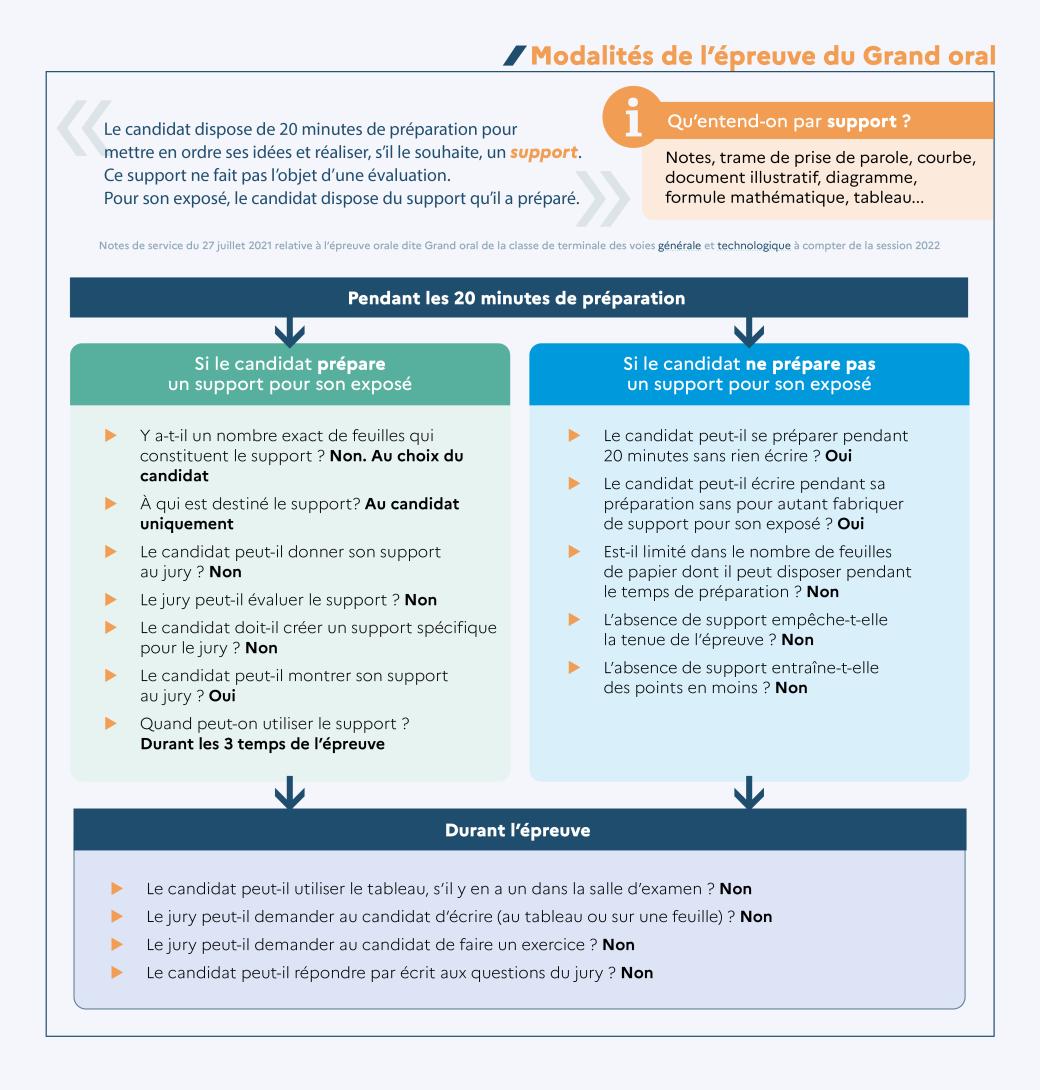 Modalités de l'épreuve du Grand oral
Le candidat dispose de 20 minutes de préparation pour
mettre en ordre ses idées et réaliser, s'il le souhaite, un support.
Ce support ne fait pas l'objet d'une évaluation.
Pour son exposé, le candidat dispose du support qu'il a préparé.
i
Qu'entend-on par support ?
Notes, trame de prise de parole, courbe,
document illustratif, diagramme,
formule mathématique, tableau...
Notes de service du 27 juillet 2021 relative à l'épreuve orale dite Grand oral de la classe de terminale des voies générale et technologique à compter de la session 2022
Pendant les 20 minutes de préparation
Si le candidat prépare
un support pour son exposé
Y a-t-il un nombre exact de feuilles qui
constituent le support ? Non. Au choix du
candidat
À qui est destiné le support? Au candidat
uniquement
Le candidat peut-il donner son support
au jury ? Non
Le jury peut-il évaluer le support ? Non
Le candidat doit-il créer un support spécifique
pour le jury ? Non
Le candidat peut-il montrer son support
au jury ? Oui
Quand peut-on utiliser le support ?
Durant les 3 temps de l'épreuve
Si le candidat ne prépare pas
un support pour son exposé
Le candidat peut-il se préparer pendant
20 minutes sans rien écrire ? Oui
Le candidat peut-il écrire pendant sa
préparation sans pour autant fabriquer
de support pour son exposé ? Oui
Est-il limité dans le nombre de feuilles
de papier dont il peut disposer pendant
le temps de préparation ? Non
L'absence de support empêche-t-elle
la tenue de l'épreuve ? Non
L'absence de support entraîne-t-elle
des points en moins ? Non
Durant l'épreuve
Le candidat peut-il utiliser le tableau, s'il y en a un dans la salle d'examen ? Non
Le jury peut-il demander au candidat d'écrire (au tableau ou sur une feuille) ? Non
Le jury peut-il demander au candidat de faire un exercice ? Non
Le candidat peut-il répondre par écrit aux questions du jury ? Non